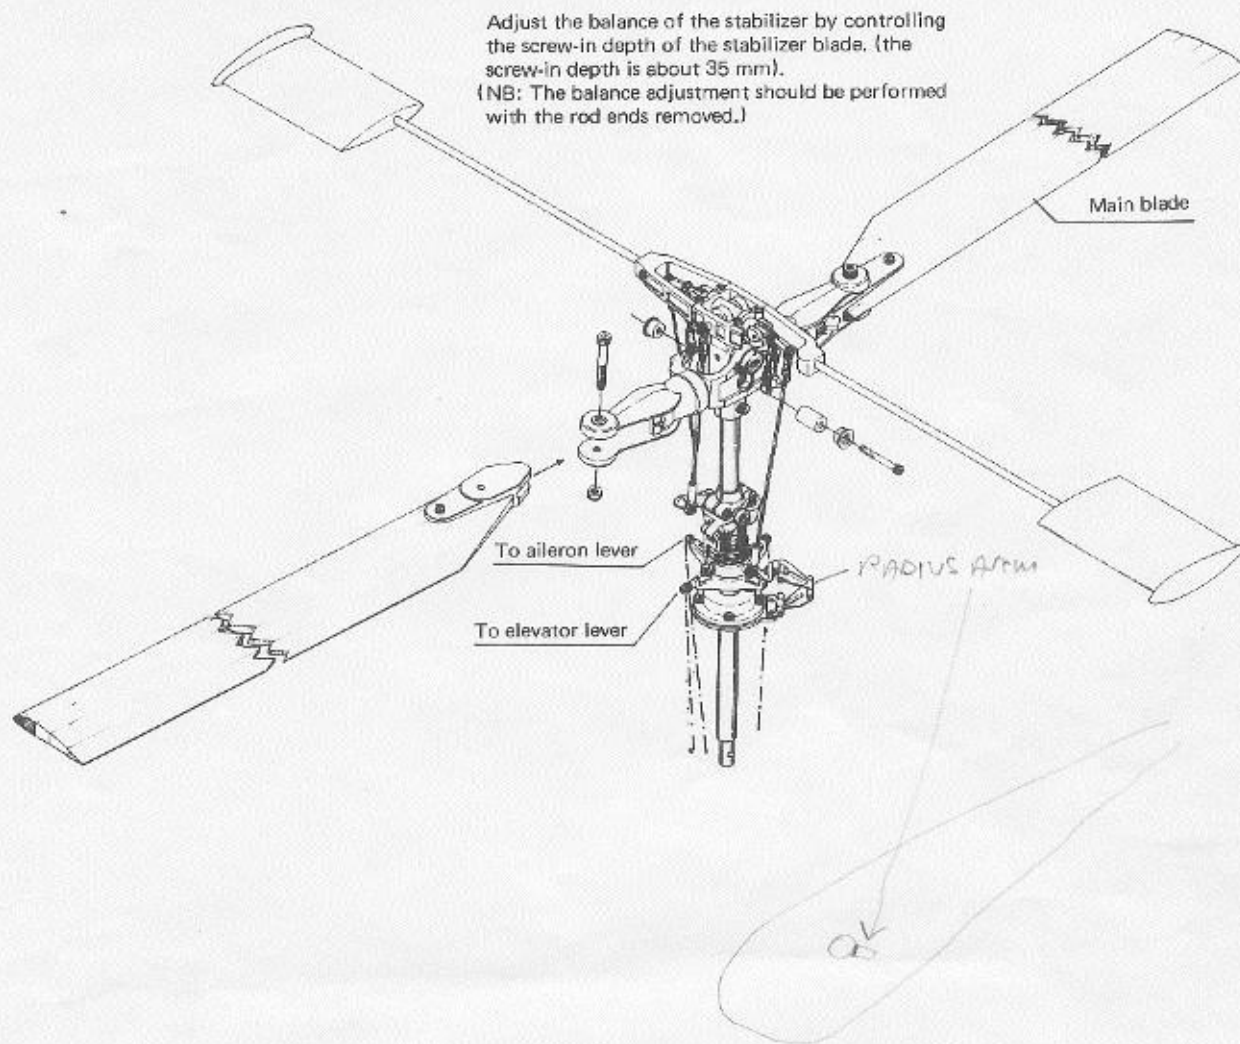 Adjust the balance of the stabilizer by controlling
the screw-in depth of the stabilizer blade. (the
screw-in depth is about 35 mm).
(NB: The balance adjustment should be performed
with the rod ends removed.)
Main blade
To aileron lever
RADIUS ARM
To elevator lever